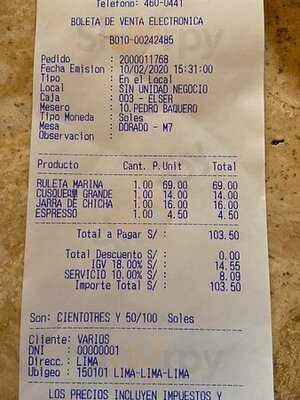 Telefono: 460-0441
BOLETA DE VENTA ELECTRONICA
B010-00242485
Pedido : 2000011768
Fecha Emision : 10/02/2020 15:31:00
Tipo : En el Local
Local : SIN UNIDAD NEGOCIO
Caja : 003 - ELSER
Mesero : 10.PEDRO BAQUERO
Tipo Moneda : Soles
Mesa : DORADO - M7
Observacion :
Producto Cant. P.Unit Total
RULETA MARINA 1.00 69.00 69.00
CUSQUEÑA GRANDE 1.00 14.00 14.00
JARRA DE CHICHA 1.00 16.00 16.00
ESPRESSO 1.00 4.50 4.50
Total a Pagar S/ : 103.50
Total Descuento S/ : 0.00
IGV 18.00% S/ : 14.55
SERVICIO 10.00% S/ : 8.09
Importe Total S/ : 103.50
Son: CIENTOTRES Y 50/100 Soles
Cliente: VARIOS
DNI : 00000001
Direcc.: LIMA
Ubigeo : 150101 LIMA-LIMA-LIMA
LOS PRECIOS INCLUYEN IMPUESTOS Y